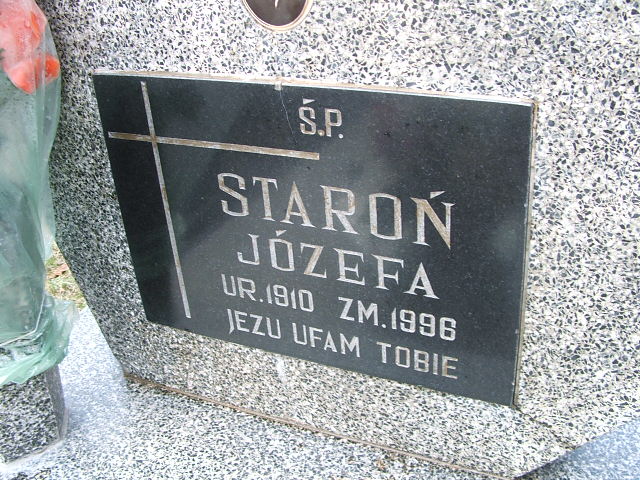 Ś.P.
STAROŃ
JÓZEFA
UR.1910 ZM.1996
JEZU UFAM TOBIE